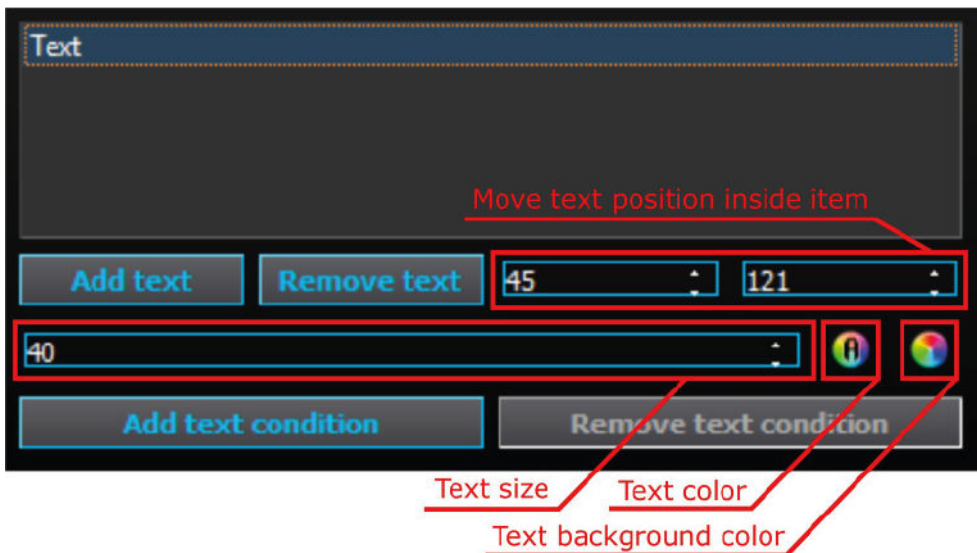 Text
Move text position inside item
Add text Remove text 45 121
40 A
Add text condition Remove text condition
Text size Text color
Text background color